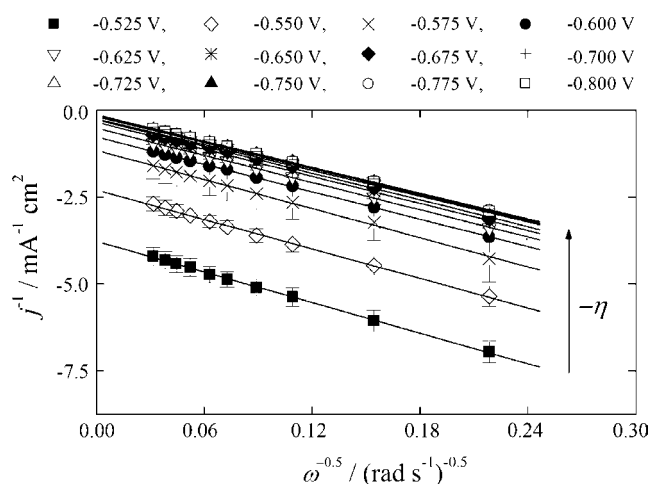 -0.525 V, -0.550 V, -0.575 V, -0.600 V
-0.625 V, -0.650 V, -0.675 V, -0.700 V
-0.725 V, -0.750 V, -0.775 V, -0.800 V
0.0
-2.5
-5.0
-7.5
j⁻¹ / mA⁻¹ cm²
−η
0.00 0.06 0.12 0.18 0.24 0.30
ω⁻⁰·⁵ / (rad s⁻¹)⁻⁰·⁵